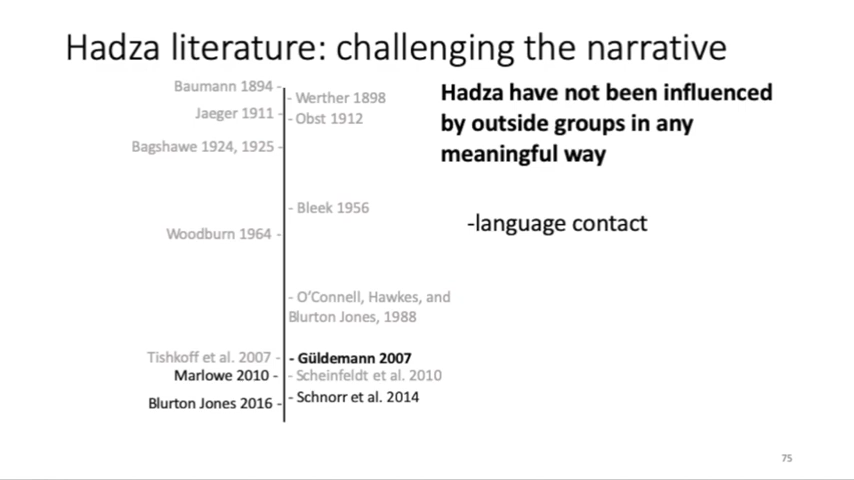 Hadza literature: challenging the narrative
Baumann 1894 -
- Werther 1898
Jaeger 1911 -
- Obst 1912
Bagshawe 1924, 1925 -
- Bleek 1956
Woodburn 1964 -
- O’Connell, Hawkes, and
Blurton Jones, 1988
Tishkoff et al. 2007 -
- Güldemann 2007
Marlowe 2010 -
- Scheinfeldt et al. 2010
Blurton Jones 2016 -
- Schnorr et al. 2014
Hadza have not been influenced
by outside groups in any
meaningful way
-language contact
75